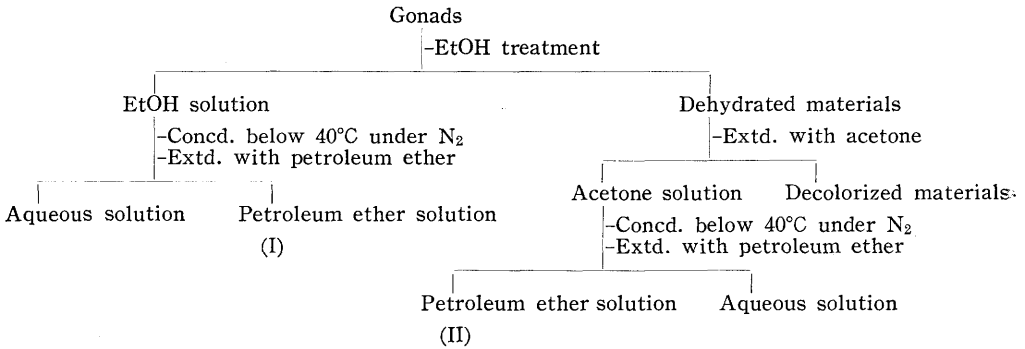 Gonads
-EtOH treatment
EtOH solution
Dehydrated materials
-Concd. below 40°C under N₂
-Extd. with petroleum ether
-Extd. with acetone
Aqueous solution
Petroleum ether solution
(I)
Acetone solution
Decolorized materials
-Concd. below 40°C under N₂
-Extd. with petroleum ether
Petroleum ether solution
Aqueous solution
(II)